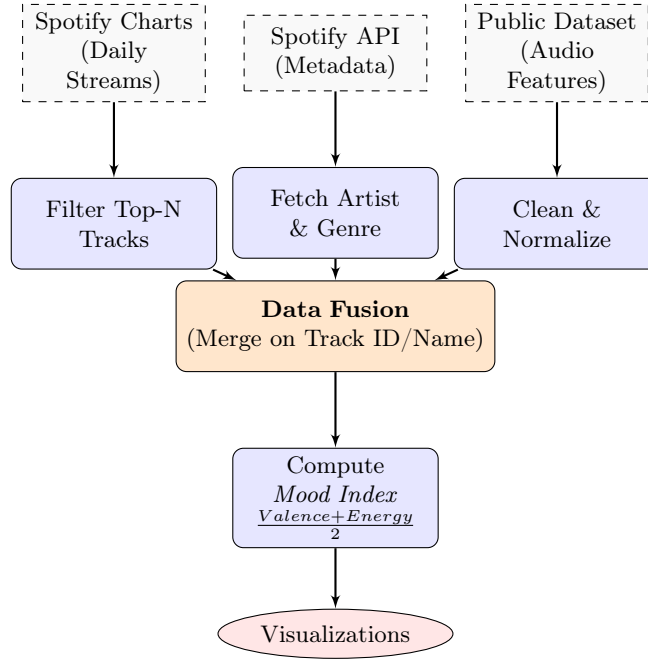 Spotify Charts
(Daily
Streams)
Spotify API
(Metadata)
Public Dataset
(Audio
Features)
Filter Top-N
Tracks
Fetch Artist
& Genre
Clean &
Normalize
Data Fusion
(Merge on Track ID/Name)
Compute
Mood Index
Valence+Energy
2
Visualizations